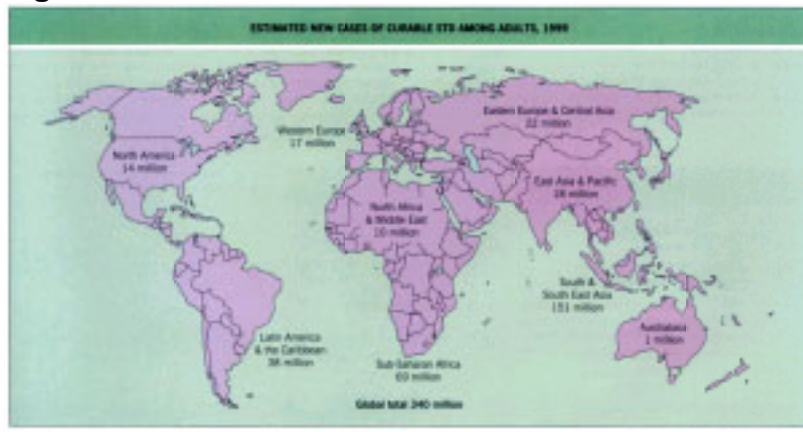 ESTIMATED NEW CASES OF CURABLE STD AMONG ADULTS, 1999
Eastern Europe & Central Asia
22 million
Western Europe
17 million
North America
14 million
East Asia & Pacific
18 million
North Africa
& Middle East
10 million
South &
South East Asia
151 million
Australasia
1 million
Latin America
& the Caribbean
38 million
Sub-Saharan Africa
69 million
Global total 340 million